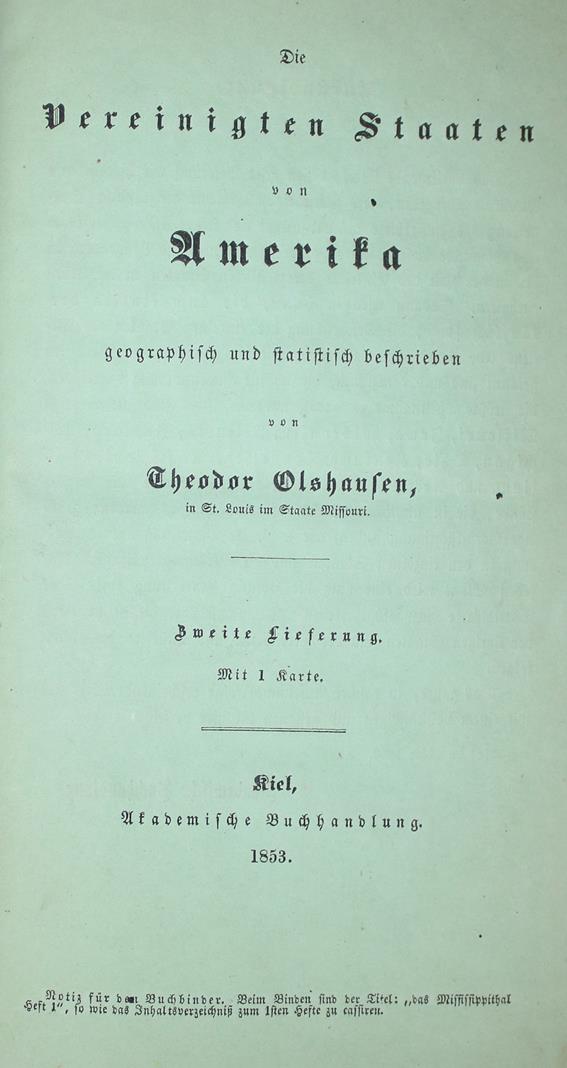 Die
Vereinigten Staaten
von
Amerika
geographisch und statistisch beschrieben
von
Theodor Olshausen,
in St. Louis im Staate Missouri.
Zweite Lieferung.
Mit 1 Karte.
Kiel,
Akademische Buchhandlung.
1853.
Notiz für den Buchbinder. Beim Binden sind der Titel: „das Mississippithal
Heft 1", so wie das Inhaltsverzeichniß zum 1sten Hefte zu cassiren.